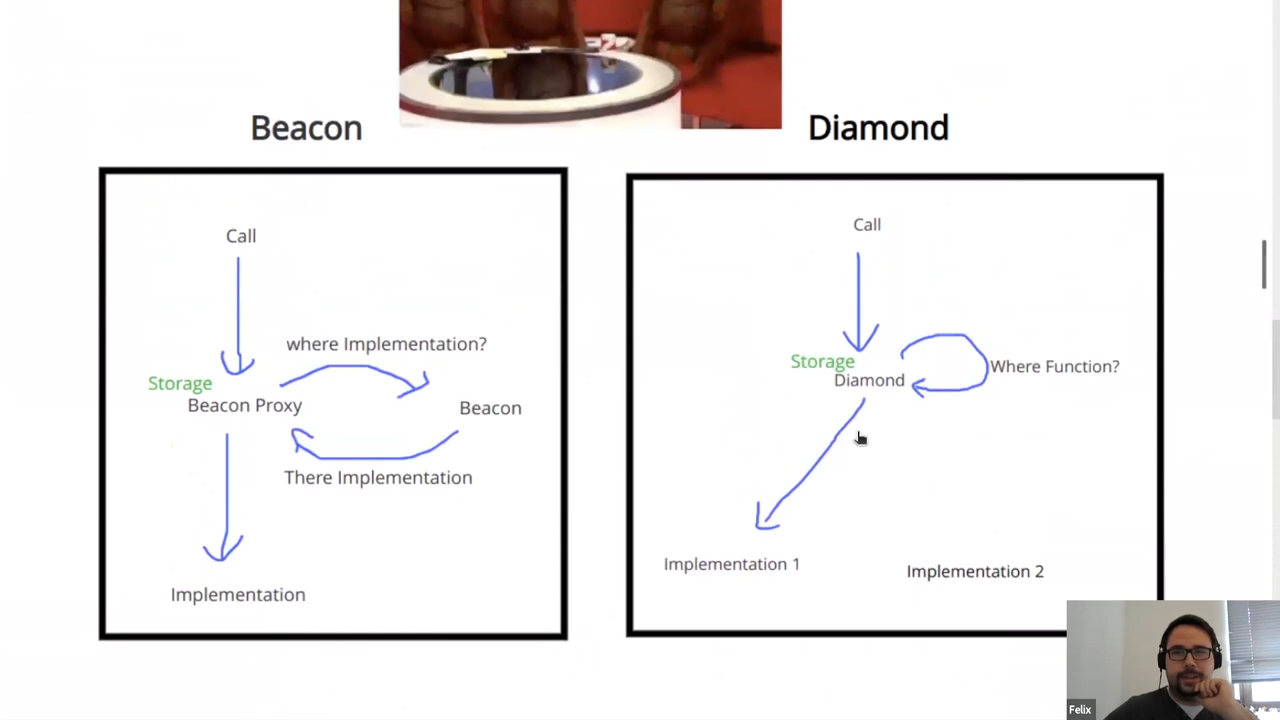 Beacon
Call
where Implementation?
Storage
Beacon Proxy
Beacon
There Implementation
Implementation
Diamond
Call
Storage
Diamond
Where Function?
Implementation 1
Implementation 2
Felix